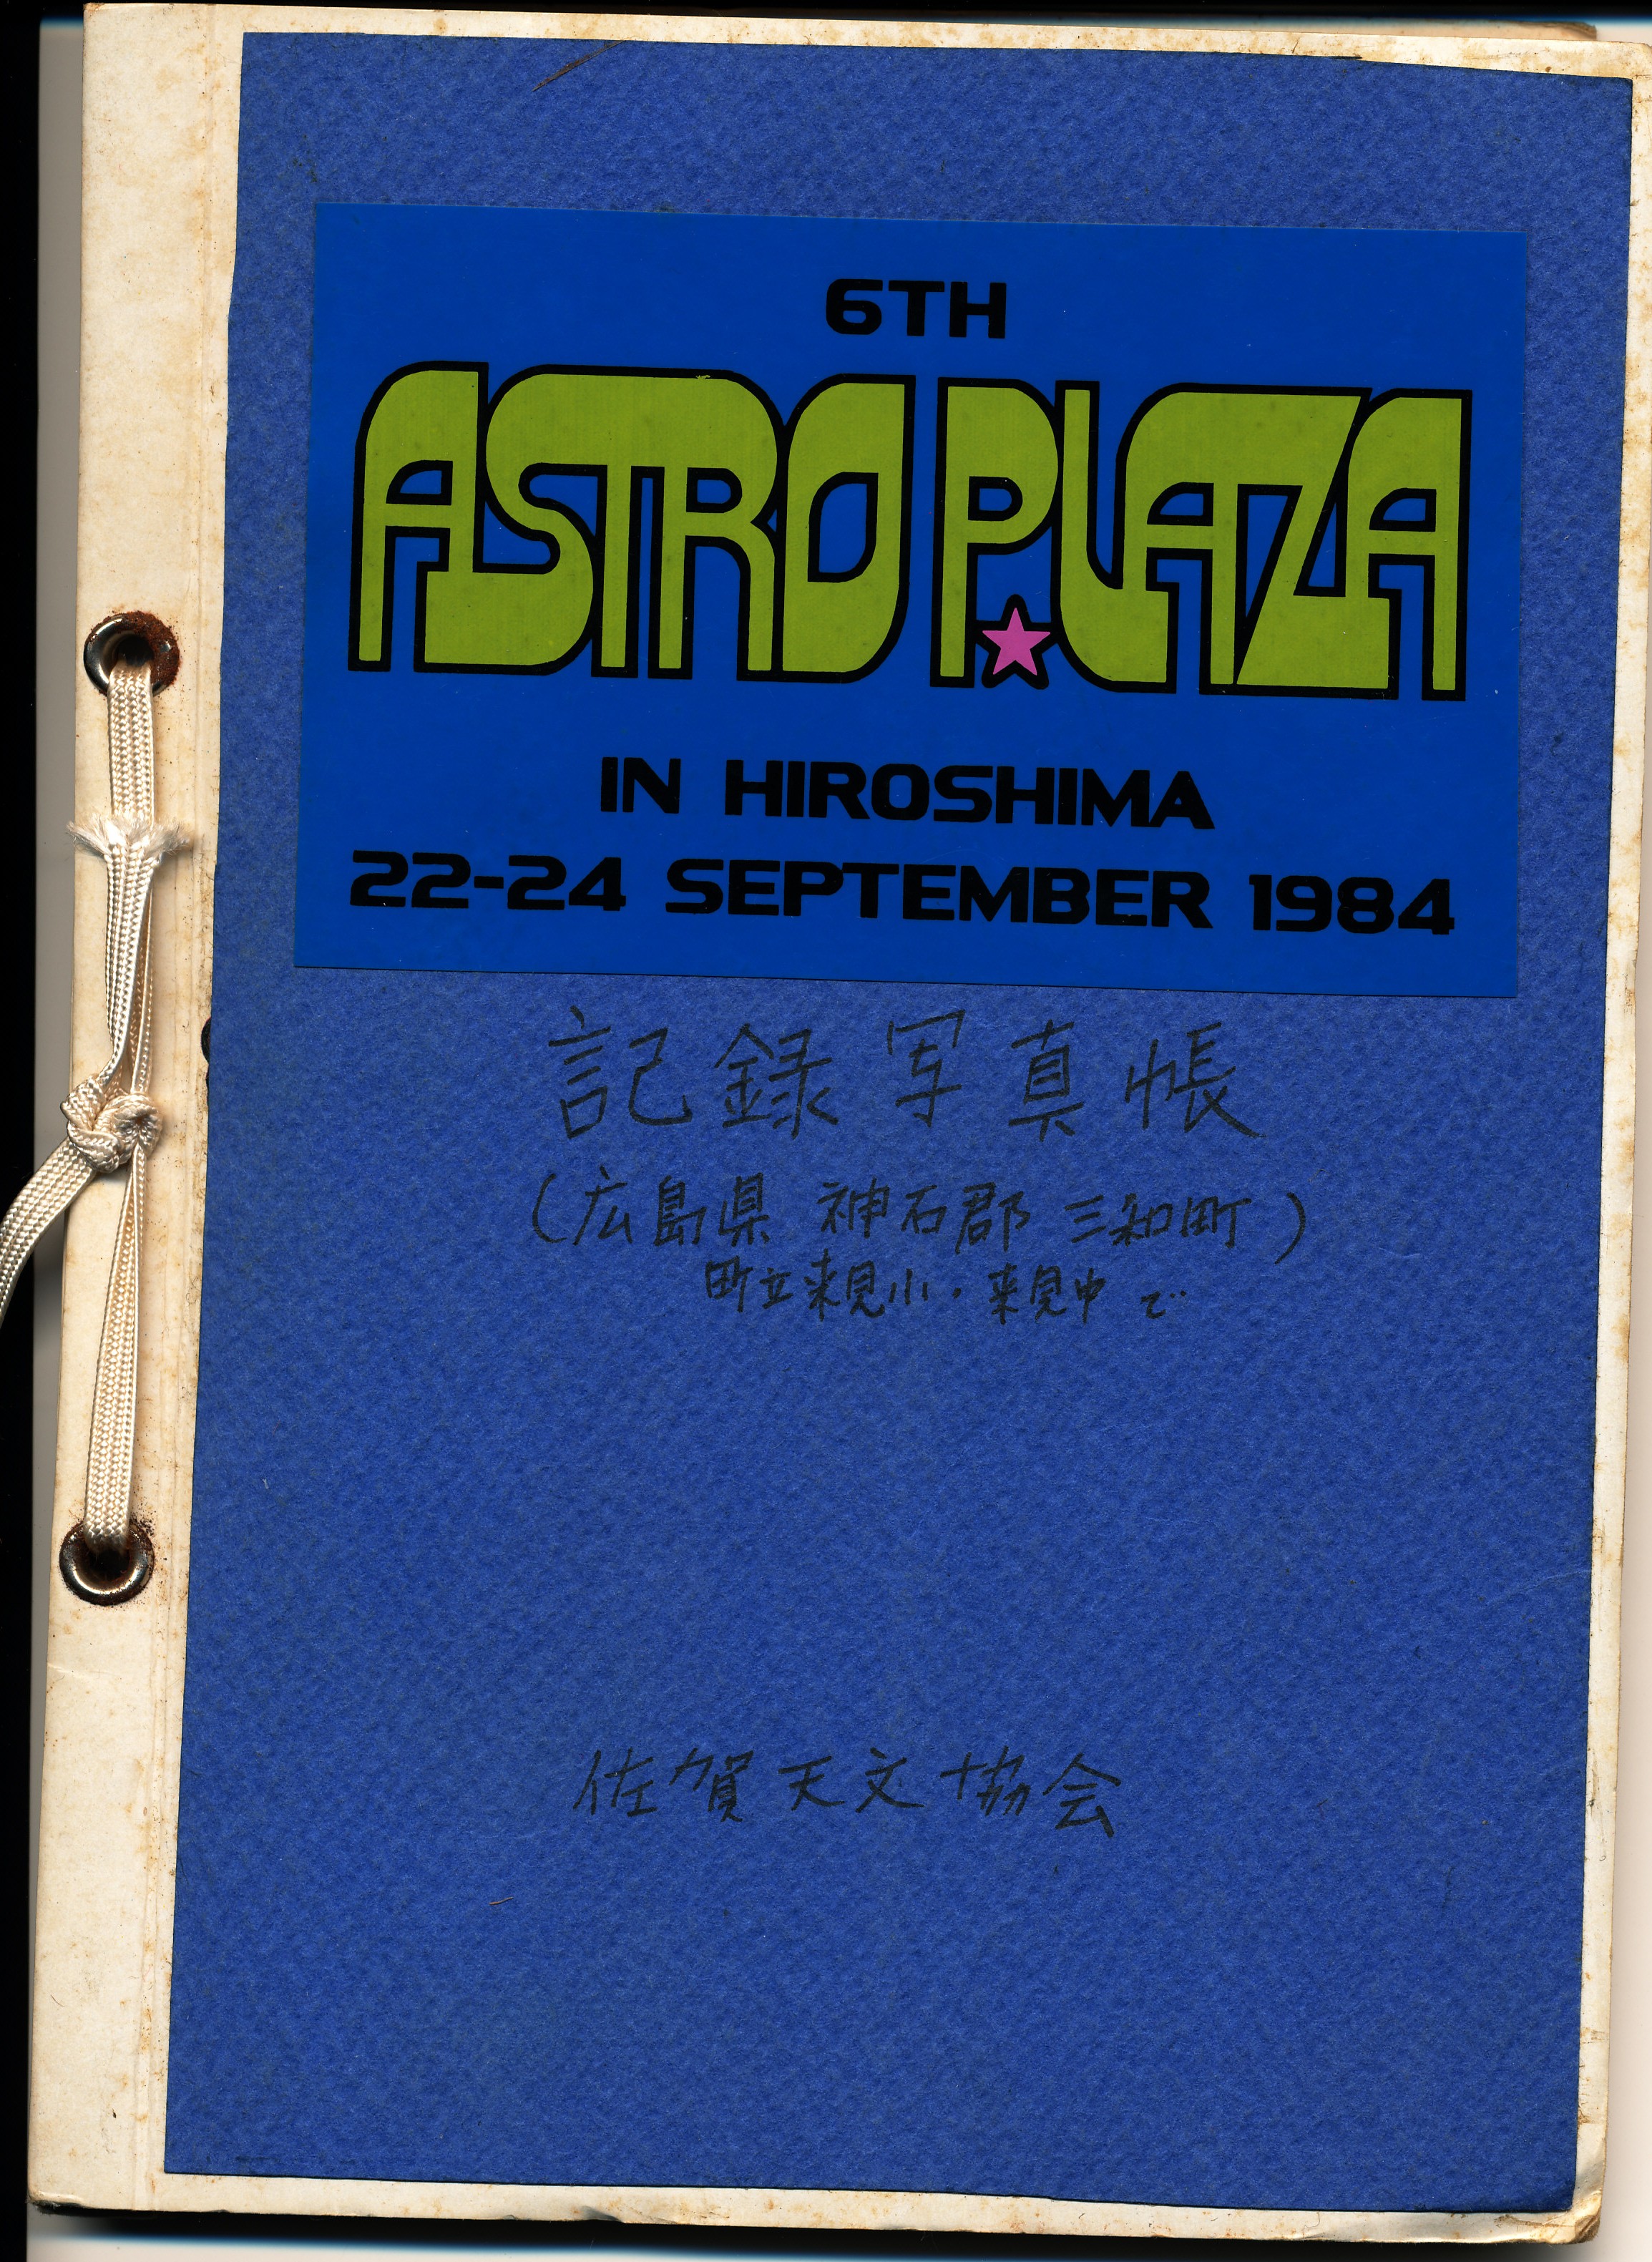 6TH
ASTRO PLAZA
IN HIROSHIMA
22-24 SEPTEMBER 1984
記録写真帳
(広島県 神石郡 三和町)
町立来見小・来見中で
佐賀天文協会